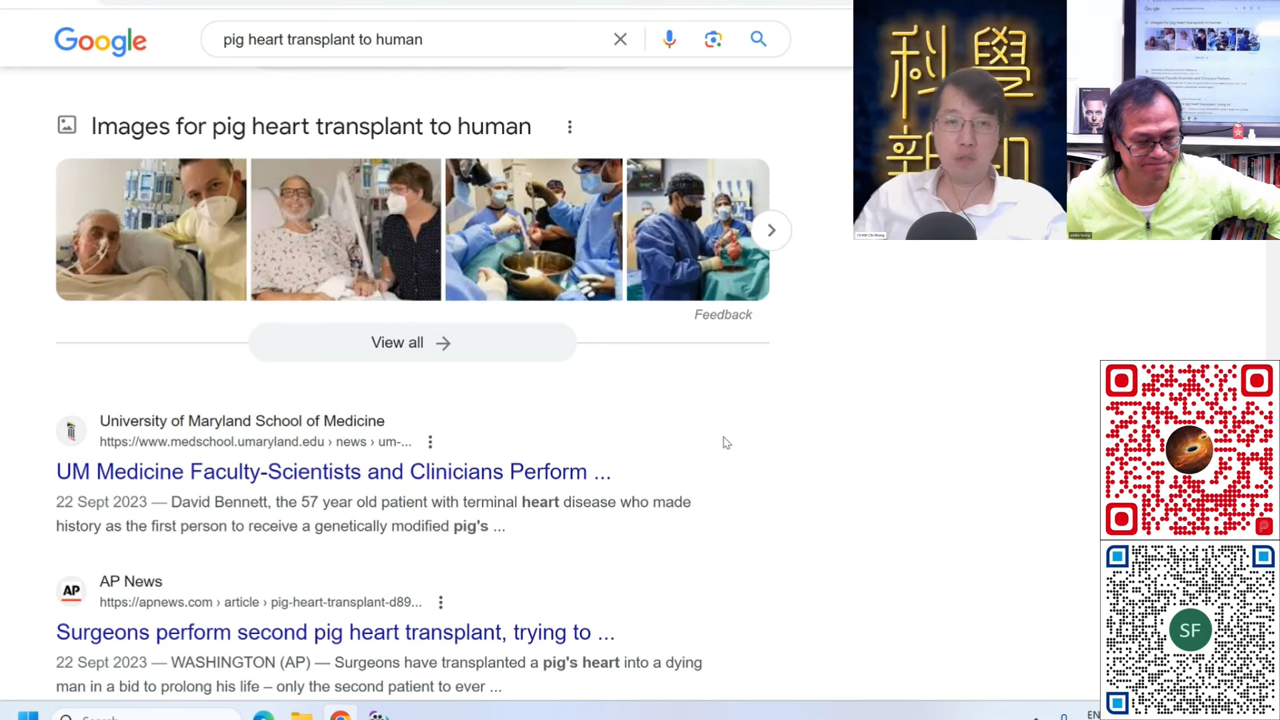 Google
pig heart transplant to human
Images for pig heart transplant to human
Feedback
View all
University of Maryland School of Medicine
https://www.medschool.umaryland.edu › news › um-...
UM Medicine Faculty-Scientists and Clinicians Perform ...
22 Sept 2023 — David Bennett, the 57 year old patient with terminal heart disease who made
history as the first person to receive a genetically modified pig's ...
AP
AP News
https://apnews.com › article › pig-heart-transplant-d89...
Surgeons perform second pig heart transplant, trying to ...
22 Sept 2023 — WASHINGTON (AP) — Surgeons have transplanted a pig's heart into a dying
man in a bid to prolong his life – only the second patient to ever ...
科學
新知
SF
Search
EN